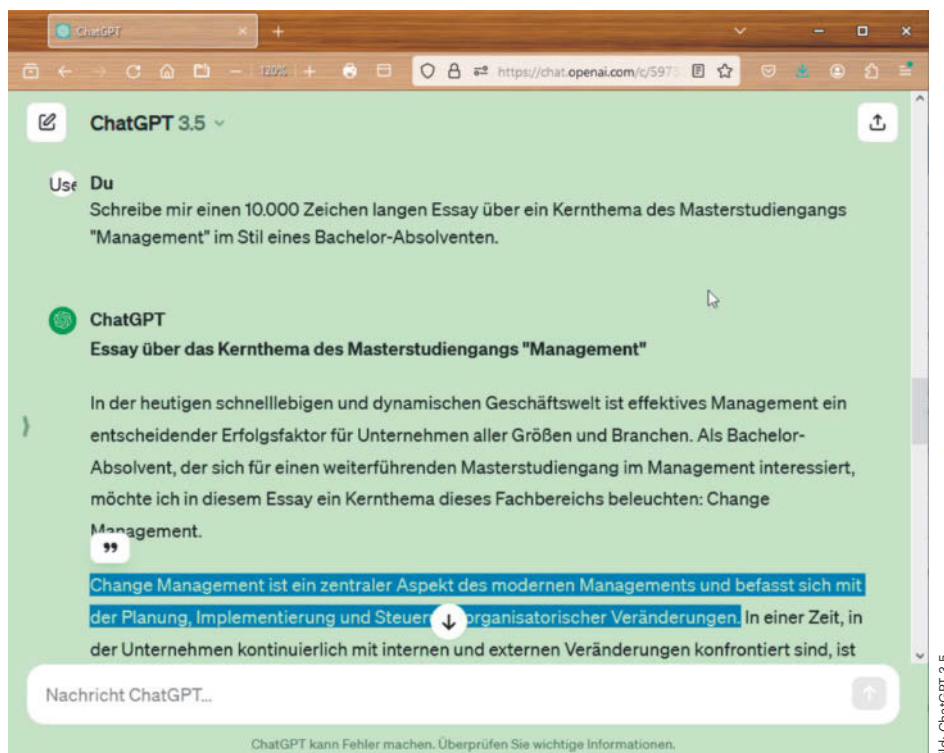 ChatGPT
120%
https://chat.openai.com/c/597
ChatGPT 3.5
Use
Du
Schreibe mir einen 10.000 Zeichen langen Essay über ein Kernthema des Masterstudiengangs
"Management" im Stil eines Bachelor-Absolventen.
ChatGPT
Essay über das Kernthema des Masterstudiengangs "Management"
In der heutigen schnelllebigen und dynamischen Geschäftswelt ist effektives Management ein
entscheidender Erfolgsfaktor für Unternehmen aller Größen und Branchen. Als Bachelor-
Absolvent, der sich für einen weiterführenden Masterstudiengang im Management interessiert,
möchte ich in diesem Essay ein Kernthema dieses Fachbereichs beleuchten: Change
Management.
Change Management ist ein zentraler Aspekt des modernen Managements und befasst sich mit
der Planung, Implementierung und Steuer organisatorischer Veränderungen. In einer Zeit, in
der Unternehmen kontinuierlich mit internen und externen Veränderungen konfrontiert sind, ist
Nachricht ChatGPT...
ChatGPT kann Fehler machen. Überprüfen Sie wichtige Informationen.
ChatGPT 3.5